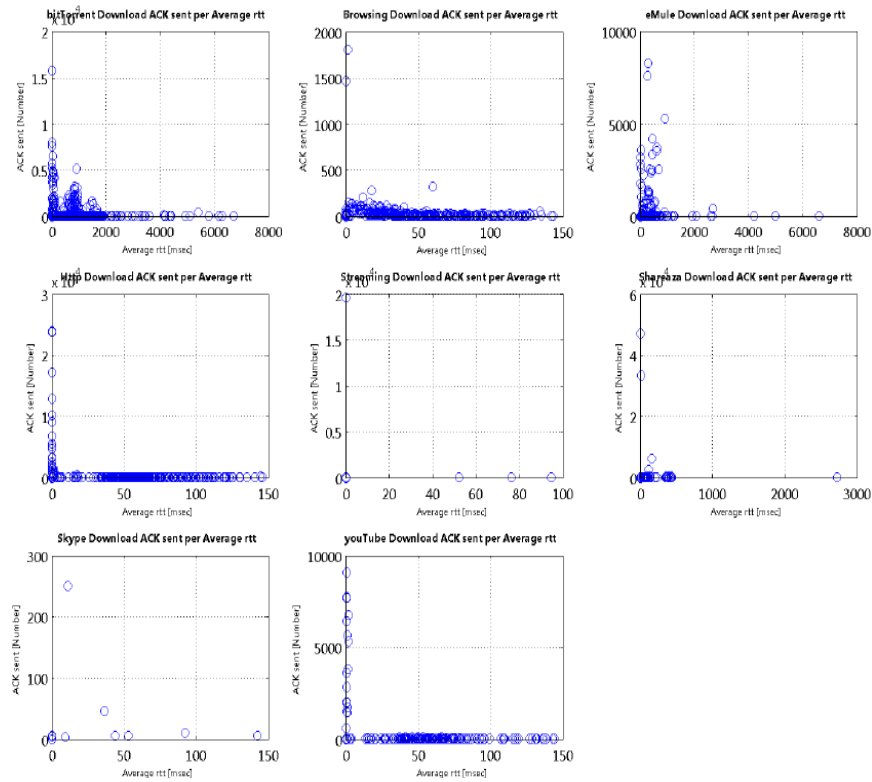 bitTorrent Download ACK sent per Average rtt
x 10^4
2
1.5
1
0.5
0
ACK sent [Number]
0 2000 4000 6000 8000
Average rtt [msec]
Browsing Download ACK sent per Average rtt
2000
1500
1000
500
0
ACK sent [Number]
0 50 100 150
Average rtt [msec]
eMule Download ACK sent per Average rtt
10000
5000
0
ACK sent [Number]
0 2000 4000 6000 8000
Average rtt [msec]
Http Download ACK sent per Average rtt
x 10^4
3
2
1
0
ACK sent [Number]
0 50 100 150
Average rtt [msec]
Streaming Download ACK sent per Average rtt
x 10^4
2
1.5
1
0.5
0
ACK sent [Number]
0 20 40 60 80 100
Average rtt [msec]
Shareaza Download ACK sent per Average rtt
x 10^4
6
4
2
0
ACK sent [Number]
0 1000 2000 3000
Average rtt [msec]
Skype Download ACK sent per Average rtt
300
200
100
0
ACK sent [Number]
0 50 100 150
Average rtt [msec]
youTube Download ACK sent per Average rtt
10000
5000
0
ACK sent [Number]
0 50 100 150
Average rtt [msec]